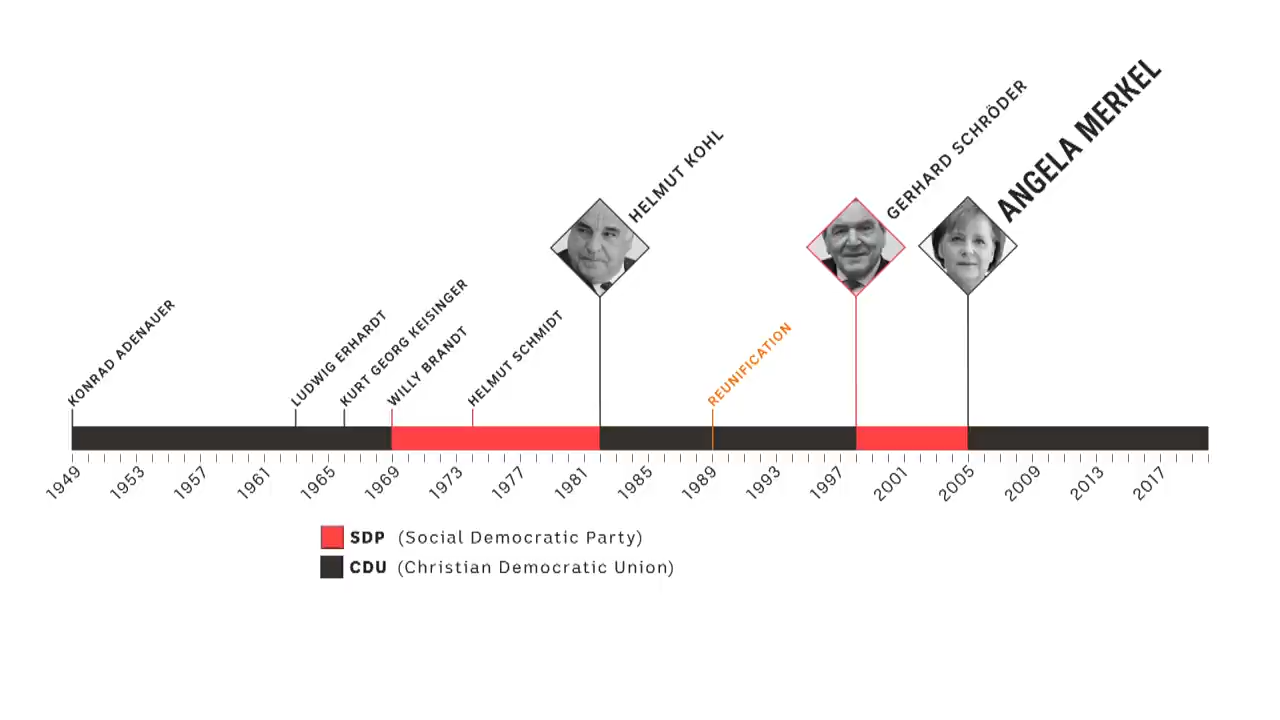 KONRAD ADENAUER
LUDWIG ERHARDT
KURT GEORG KEISINGER
WILLY BRANDT
HELMUT SCHMIDT
HELMUT KOHL
REUNIFICATION
GERHARD SCHRÖDER
ANGELA MERKEL
1949 1953 1957 1961 1965 1969 1973 1977 1981 1985 1989 1993 1997 2001 2005 2009 2013 2017
SDP (Social Democratic Party)
CDU (Christian Democratic Union)